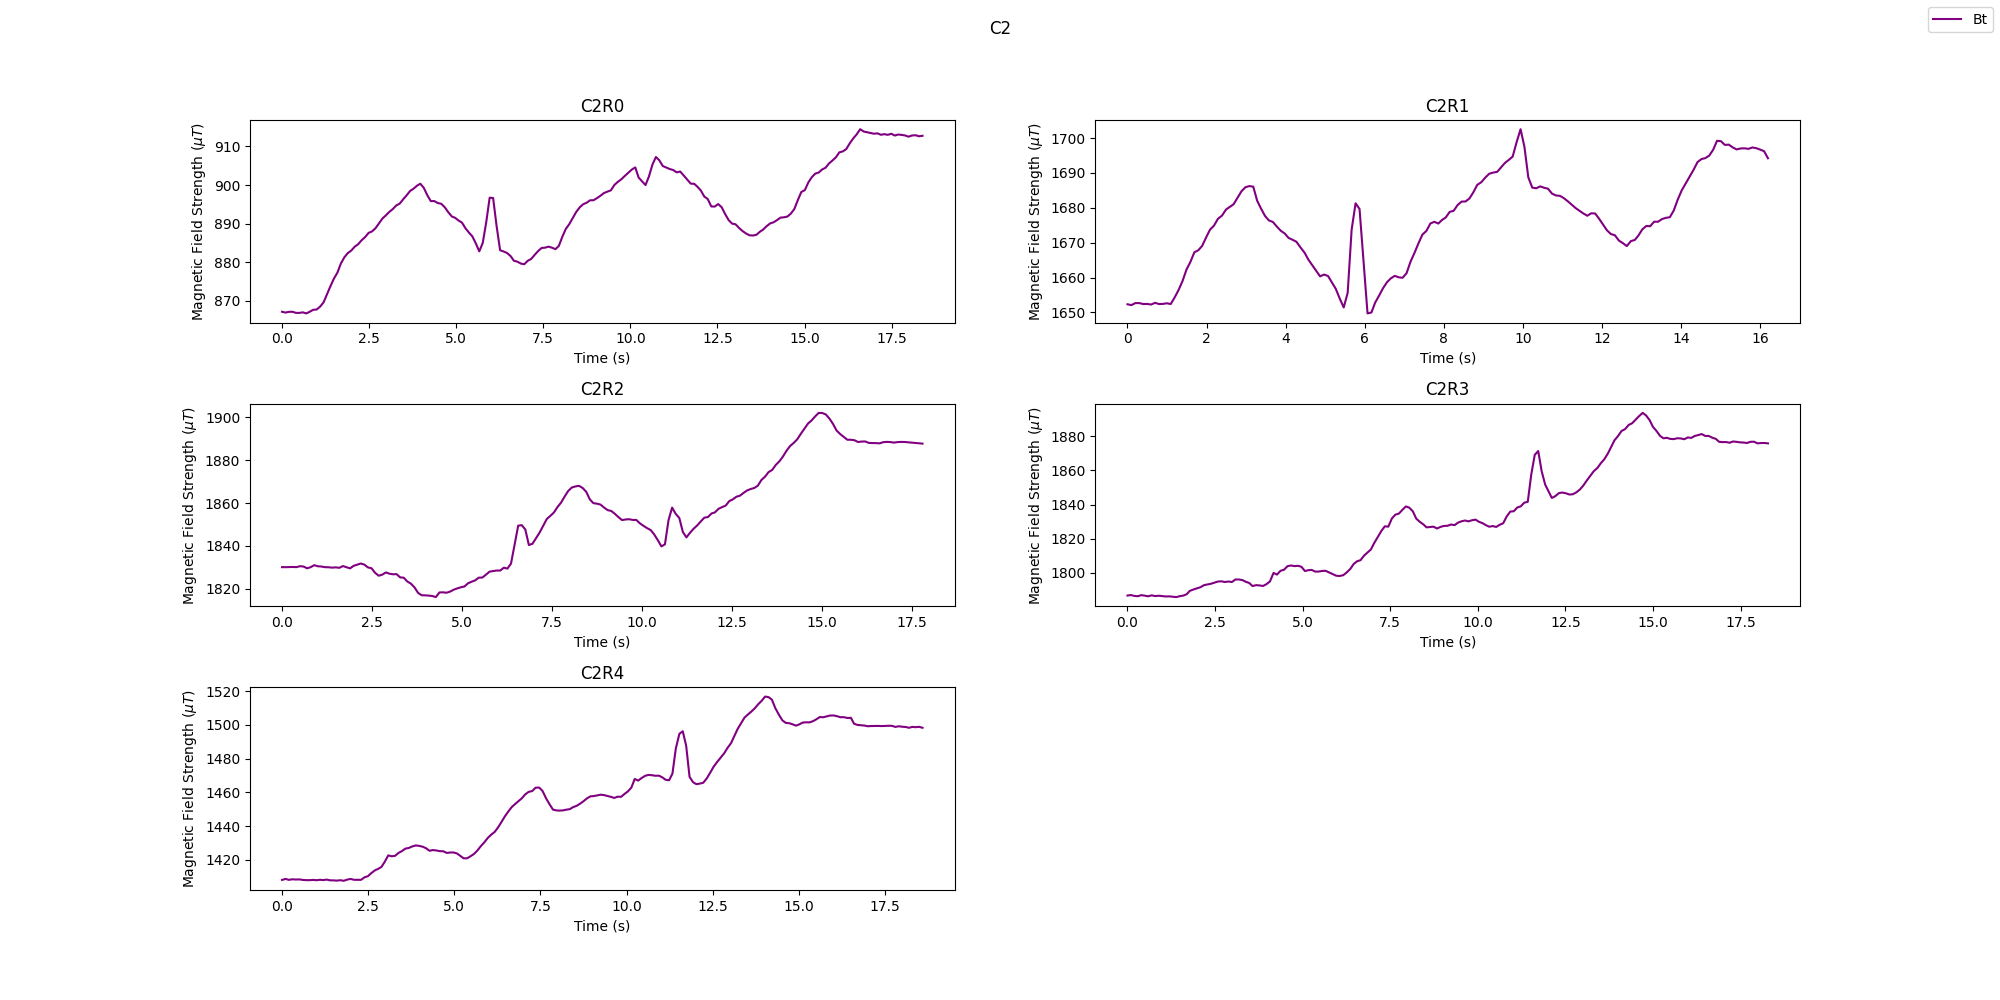 C2
Bt
C2R0
Magnetic Field Strength (μT)
910
900
890
880
870
0.0 2.5 5.0 7.5 10.0 12.5 15.0 17.5
Time (s)
C2R1
Magnetic Field Strength (μT)
1700
1690
1680
1670
1660
1650
0 2 4 6 8 10 12 14 16
Time (s)
C2R2
Magnetic Field Strength (μT)
1900
1880
1860
1840
1820
0.0 2.5 5.0 7.5 10.0 12.5 15.0 17.5
Time (s)
C2R3
Magnetic Field Strength (μT)
1880
1860
1840
1820
1800
0.0 2.5 5.0 7.5 10.0 12.5 15.0 17.5
Time (s)
C2R4
Magnetic Field Strength (μT)
1520
1500
1480
1460
1440
1420
0.0 2.5 5.0 7.5 10.0 12.5 15.0 17.5
Time (s)